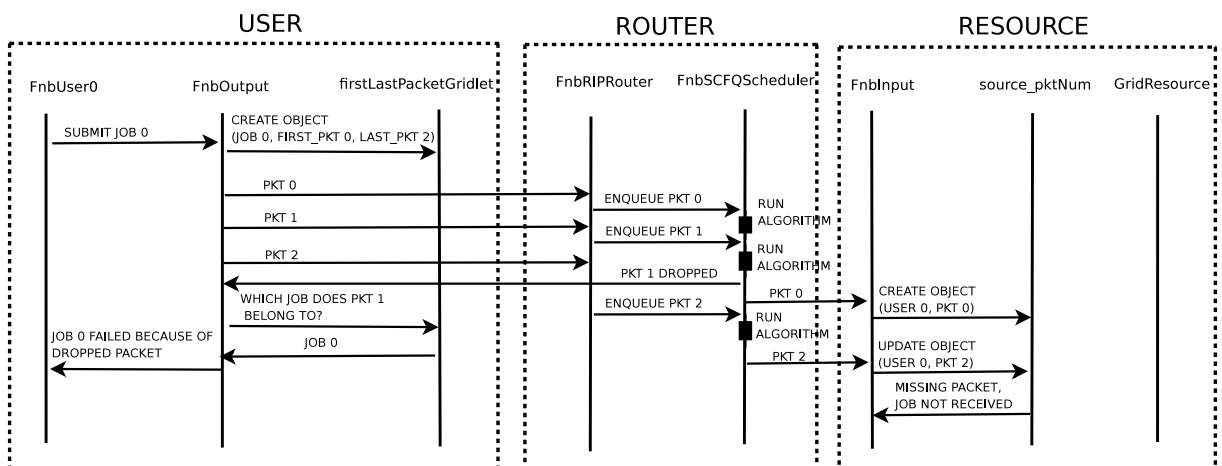 USER
ROUTER
RESOURCE
FnbUser0
FnbOutput
firstLastPacketGridlet
FnbRIPRouter
FnbSCFQScheduler
FnbInput
source_pktNum
GridResource
SUBMIT JOB 0
CREATE OBJECT
(JOB 0, FIRST_PKT 0, LAST_PKT 2)
PKT 0
ENQUEUE PKT 0
RUN
ALGORITHM
PKT 1
ENQUEUE PKT 1
RUN
ALGORITHM
PKT 2
PKT 1 DROPPED
WHICH JOB DOES PKT 1
BELONG TO?
ENQUEUE PKT 2
PKT 0
CREATE OBJECT
(USER 0, PKT 0)
RUN
ALGORITHM
JOB 0 FAILED BECAUSE OF
DROPPED PACKET
JOB 0
PKT 2
UPDATE OBJECT
(USER 0, PKT 2)
MISSING PACKET,
JOB NOT RECEIVED